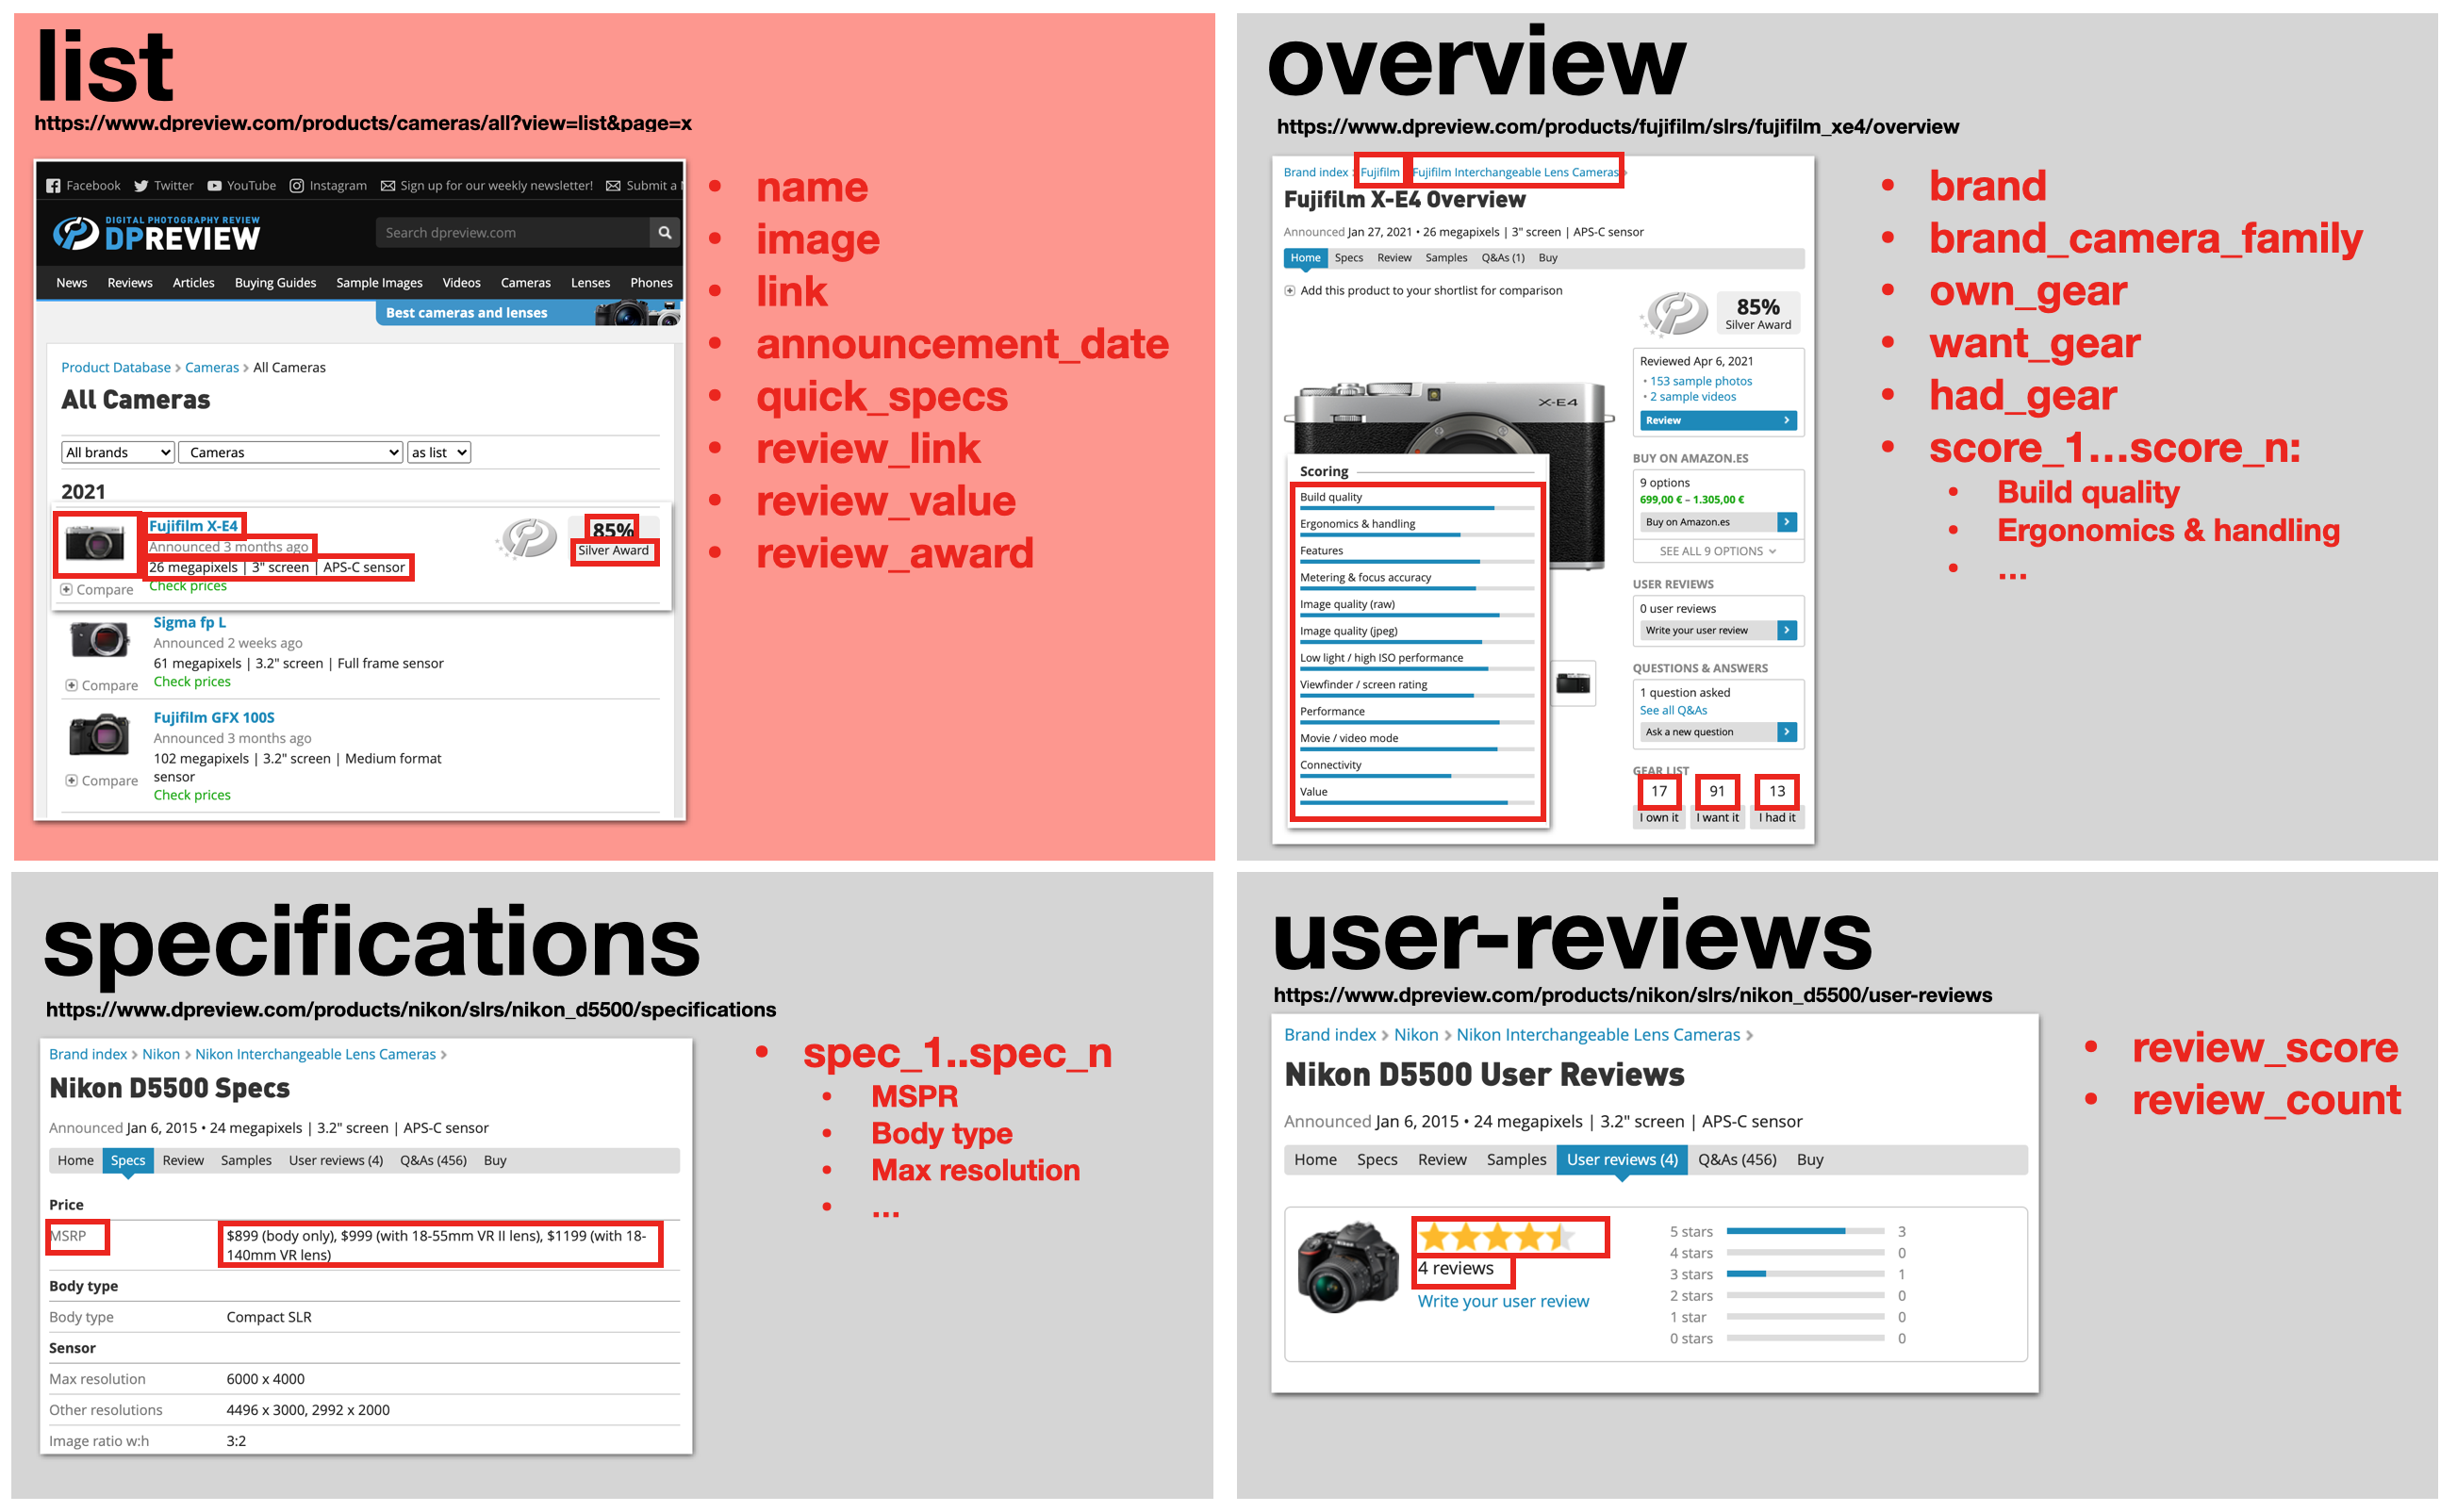 list
https://www.dpreview.com/products/cameras/all?view=list&page=x
Facebook Twitter YouTube Instagram Sign up for our weekly newsletter! Submit a
DIGITAL PHOTOGRAPHY REVIEW
DPREVIEW
Search dpreview.com
News Reviews Articles Buying Guides Sample Images Videos Cameras Lenses Phones
Best cameras and lenses
Product Database > Cameras > All Cameras
All Cameras
All brands Cameras as list
2021
Fujifilm X-E4
Announced 3 months ago
26 megapixels | 3" screen | APS-C sensor
Check prices
Compare
85%
Silver Award
Sigma fp L
Announced 2 weeks ago
61 megapixels | 3.2" screen | Full frame sensor
Check prices
Compare
Fujifilm GFX 100S
Announced 3 months ago
102 megapixels | 3.2" screen | Medium format
sensor
Check prices
Compare
• name
• image
• link
• announcement_date
• quick_specs
• review_link
• review_value
• review_award
overview
https://www.dpreview.com/products/fujifilm/slrs/fujifilm_xe4/overview
Brand index > Fujifilm > Fujifilm Interchangeable Lens Cameras >
Fujifilm X-E4 Overview
Announced Jan 27, 2021 • 26 megapixels | 3" screen | APS-C sensor
Home Specs Review Samples Q&As (1) Buy
Add this product to your shortlist for comparison
85%
Silver Award
Reviewed Apr 6, 2021
• 153 sample photos
• 2 sample videos
Review
X-E4
BUY ON AMAZON.ES
9 options
699,00 € – 1.305,00 €
Buy on Amazon.es
SEE ALL 9 OPTIONS
USER REVIEWS
0 user reviews
Write your user review
QUESTIONS & ANSWERS
1 question asked
See all Q&As
Ask a new question
GEAR LIST
17 91 13
I own it I want it I had it
Scoring
Build quality
Ergonomics & handling
Features
Metering & focus accuracy
Image quality (raw)
Image quality (jpeg)
Low light / high ISO performance
Viewfinder / screen rating
Performance
Movie / video mode
Connectivity
Value
• brand
• brand_camera_family
• own_gear
• want_gear
• had_gear
• score_1...score_n:
• Build quality
• Ergonomics & handling
• ...
specifications
https://www.dpreview.com/products/nikon/slrs/nikon_d5500/specifications
Brand index > Nikon > Nikon Interchangeable Lens Cameras >
Nikon D5500 Specs
Announced Jan 6, 2015 • 24 megapixels | 3.2" screen | APS-C sensor
Home Specs Review Samples User reviews (4) Q&As (456) Buy
Price
MSRP $899 (body only), $999 (with 18-55mm VR II lens), $1199 (with 18-
140mm VR lens)
Body type
Body type Compact SLR
Sensor
Max resolution 6000 x 4000
Other resolutions 4496 x 3000, 2992 x 2000
Image ratio w:h 3:2
• spec_1..spec_n
• MSPR
• Body type
• Max resolution
• ...
user-reviews
https://www.dpreview.com/products/nikon/slrs/nikon_d5500/user-reviews
Brand index > Nikon > Nikon Interchangeable Lens Cameras >
Nikon D5500 User Reviews
Announced Jan 6, 2015 • 24 megapixels | 3.2" screen | APS-C sensor
Home Specs Review Samples User reviews (4) Q&As (456) Buy
4 reviews
Write your user review
5 stars 3
4 stars 0
3 stars 1
2 stars 0
1 star 0
0 stars 0
• review_score
• review_count